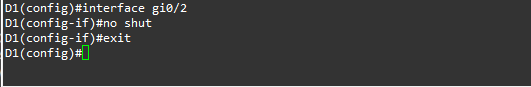 D1(config)#interface gi0/2
D1(config-if)#no shut
D1(config-if)#exit
D1(config)#